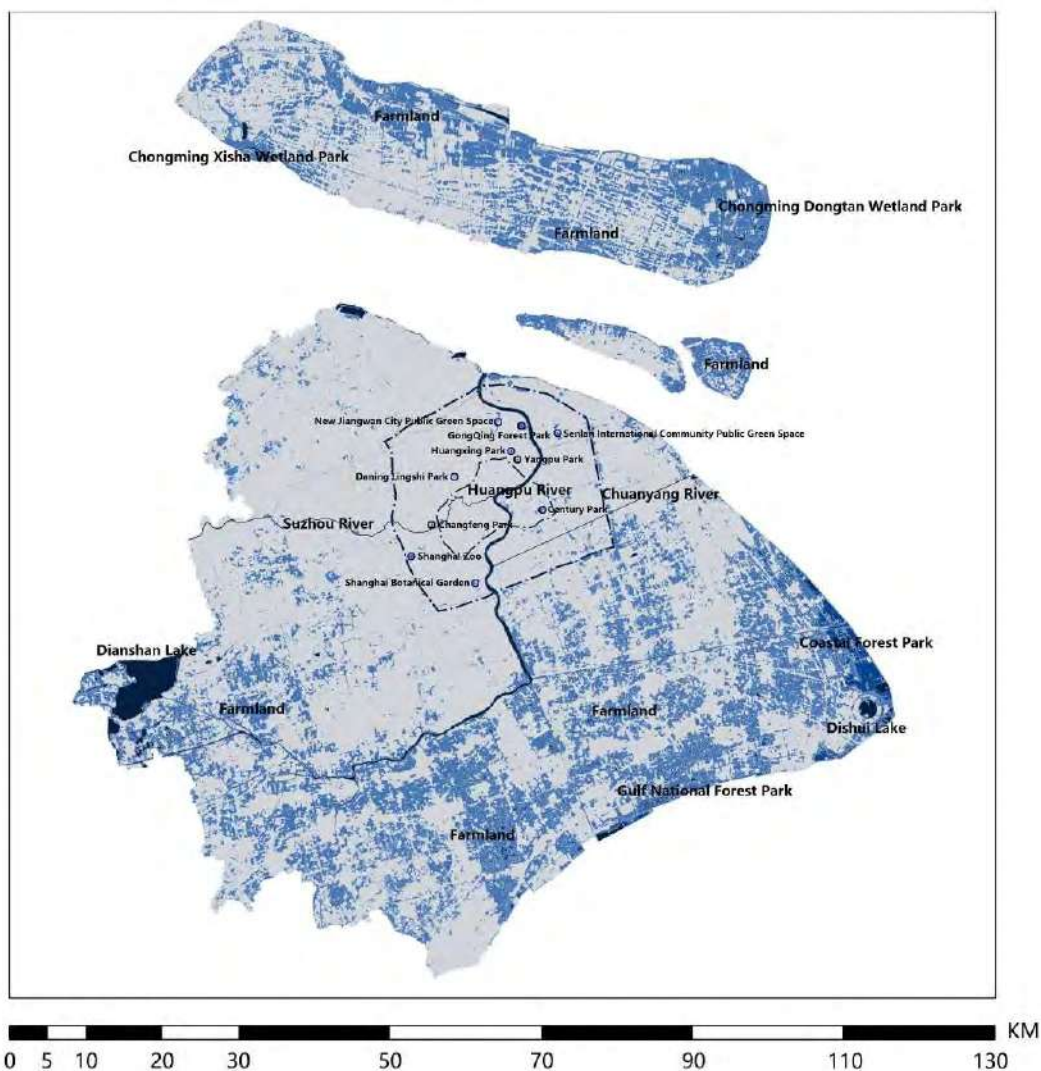 Farmland
Chongming Xisha Wetland Park
Chongming Dongtan Wetland Park
Farmland
Farmland
New Jiangwan City Public Green Space
GongQing Forest Park
Senlan International Community Public Green Space
Huangxing Park
Yangpu Park
Daning Lingshi Park
Huangpu River
Chuanyang River
Century Park
Suzhou River
Changfeng Park
Shanghai Zoo
Shanghai Botanical Garden
Coastal Forest Park
Dianshan Lake
Farmland
Farmland
Dishui Lake
Gulf National Forest Park
Farmland
KM
0 5 10 20 30 50 70 90 110 130